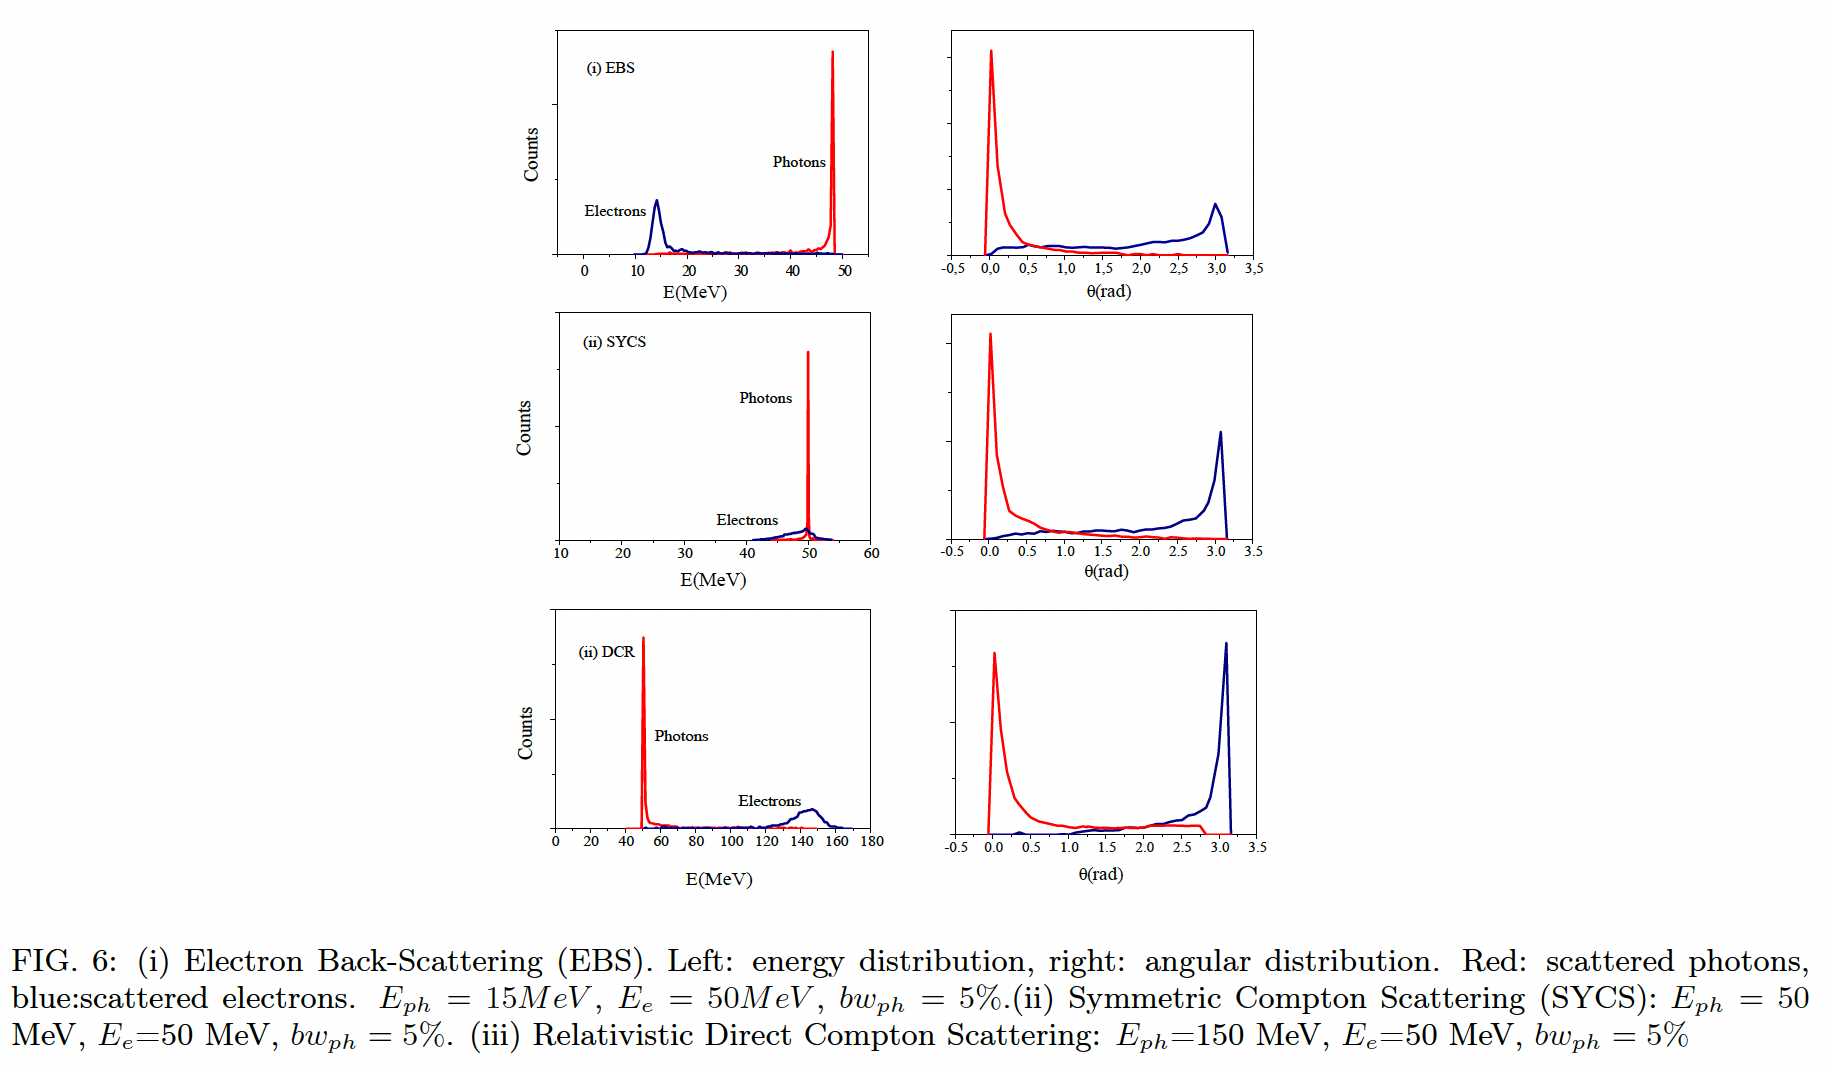 (i) EBS
Counts
Photons
Electrons
0 10 20 30 40 50
E(MeV)
-0,5 0,0 0,5 1,0 1,5 2,0 2,5 3,0 3,5
θ(rad)
(ii) SYCS
Counts
Photons
Electrons
10 20 30 40 50 60
E(MeV)
-0.5 0.0 0.5 1.0 1.5 2.0 2.5 3.0 3.5
θ(rad)
(ii) DCR
Counts
Photons
Electrons
0 20 40 60 80 100 120 140 160 180
E(MeV)
-0.5 0.0 0.5 1.0 1.5 2.0 2.5 3.0 3.5
θ(rad)
FIG. 6: (i) Electron Back-Scattering (EBS). Left: energy distribution, right: angular distribution. Red: scattered photons,
blue:scattered electrons. E_ph = 15MeV, E_e = 50MeV, bw_ph = 5%.(ii) Symmetric Compton Scattering (SYCS): E_ph = 50
MeV, E_e=50 MeV, bw_ph = 5%. (iii) Relativistic Direct Compton Scattering: E_ph=150 MeV, E_e=50 MeV, bw_ph = 5%